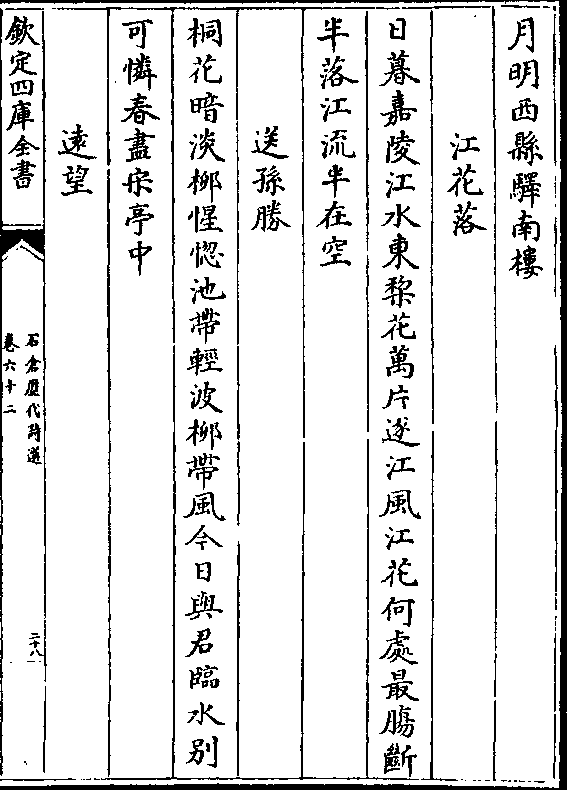 月明西縣驛南樓
江花落
日暮嘉陵江水東棃花萬片逐江風江花何處最腸斷
半落江流半在空
送孫勝
桐花暗淡栁惺惚池帶輕波栁帶風今日與君臨水别
可憐春盡宋亭中
遠望
欽定四庫全書
石倉歷代詩選
卷六十二
二十八